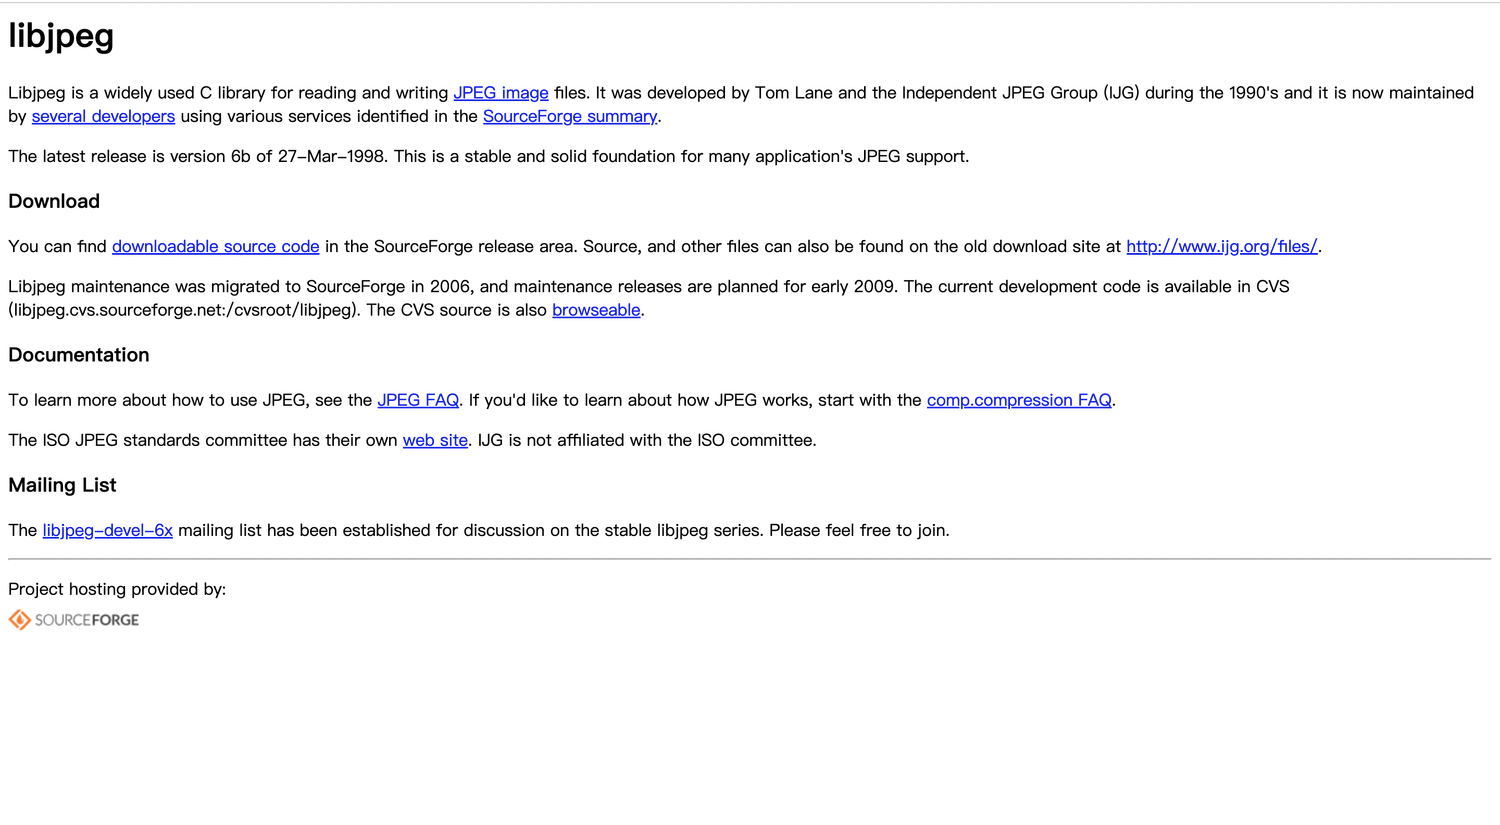 libjpeg
Libjpeg is a widely used C library for reading and writing JPEG image files. It was developed by Tom Lane and the Independent JPEG Group (IJG) during the 1990's and it is now maintained
by several developers using various services identified in the SourceForge summary.
The latest release is version 6b of 27-Mar-1998. This is a stable and solid foundation for many application's JPEG support.
Download
You can find downloadable source code in the SourceForge release area. Source, and other files can also be found on the old download site at http://www.ijg.org/files/.
Libjpeg maintenance was migrated to SourceForge in 2006, and maintenance releases are planned for early 2009. The current development code is available in CVS
(libjpeg.cvs.sourceforge.net:/cvsroot/libjpeg). The CVS source is also browseable.
Documentation
To learn more about how to use JPEG, see the JPEG FAQ. If you'd like to learn about how JPEG works, start with the comp.compression FAQ.
The ISO JPEG standards committee has their own web site. IJG is not affiliated with the ISO committee.
Mailing List
The libjpeg-devel-6x mailing list has been established for discussion on the stable libjpeg series. Please feel free to join.
Project hosting provided by:
SOURCEFORGE